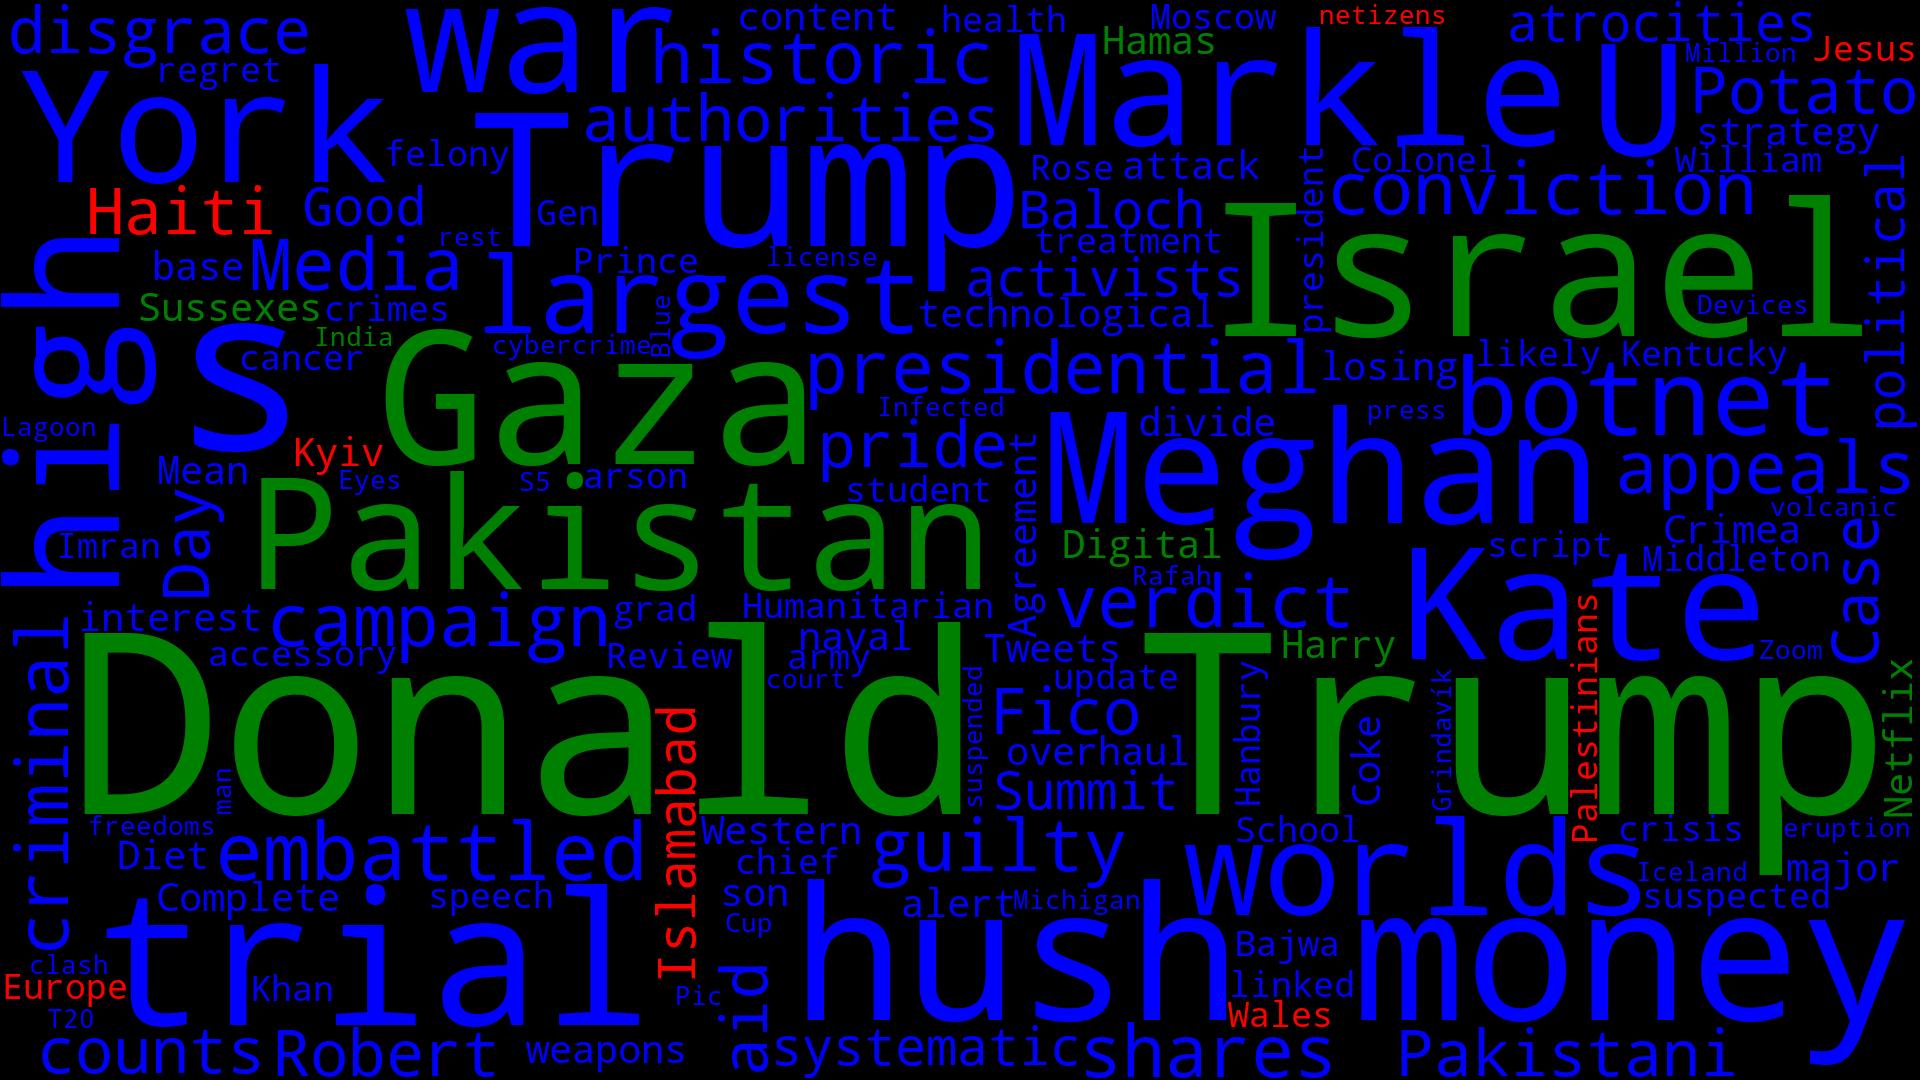 disgrace
war
content
health
Moscow
netizens
atrocities
regret
historic
Hamas
Markle
U
Million
Jesus
York
authorities
Potato
strategy
felony
Trump
Rose
attack
president
Colonel
William
conviction
political
Haiti
Good
Gen
Baloch
Israel
rest
treatment
high
base
Media
Prince
license
activists
largest
Sussexes
crimes
Blue
technological
Devices
India
cancer
s
cybercrime
Gaza
presidential
losing
likely
Kentucky
botnet
Lagoon
Infected
press
Kyiv
pride
Meghan
divide
appeals
Mean
Eyes
S5
arson
student
Agreement
volcanic
Day
Pakistan
Imran
Digital
script
Crimea
Middleton
Case
Rafah
Kate
interest
campaign
grad
Humanitarian
verdict
Palestinians
criminal
accessory
Review
naval
army
court
Tweets
Harry
Zoom
Donald Trump
update
suspended
Fico
Hanbury
Coke
Grindavik
Netflix
man
Islamabad
overhaul
Summit
freedoms
Western
School
crisis
eruption
Diet
embattled
chief
guilty
worlds
Iceland
major
Complete
speech
son
alert
Michigan
suspected
Cup
trial
hush
money
Bajwa
clash
Europe
Khan
Pic
aid
linked
T20
Wales
counts
Robert
weapons
systematic
shares
Pakistani